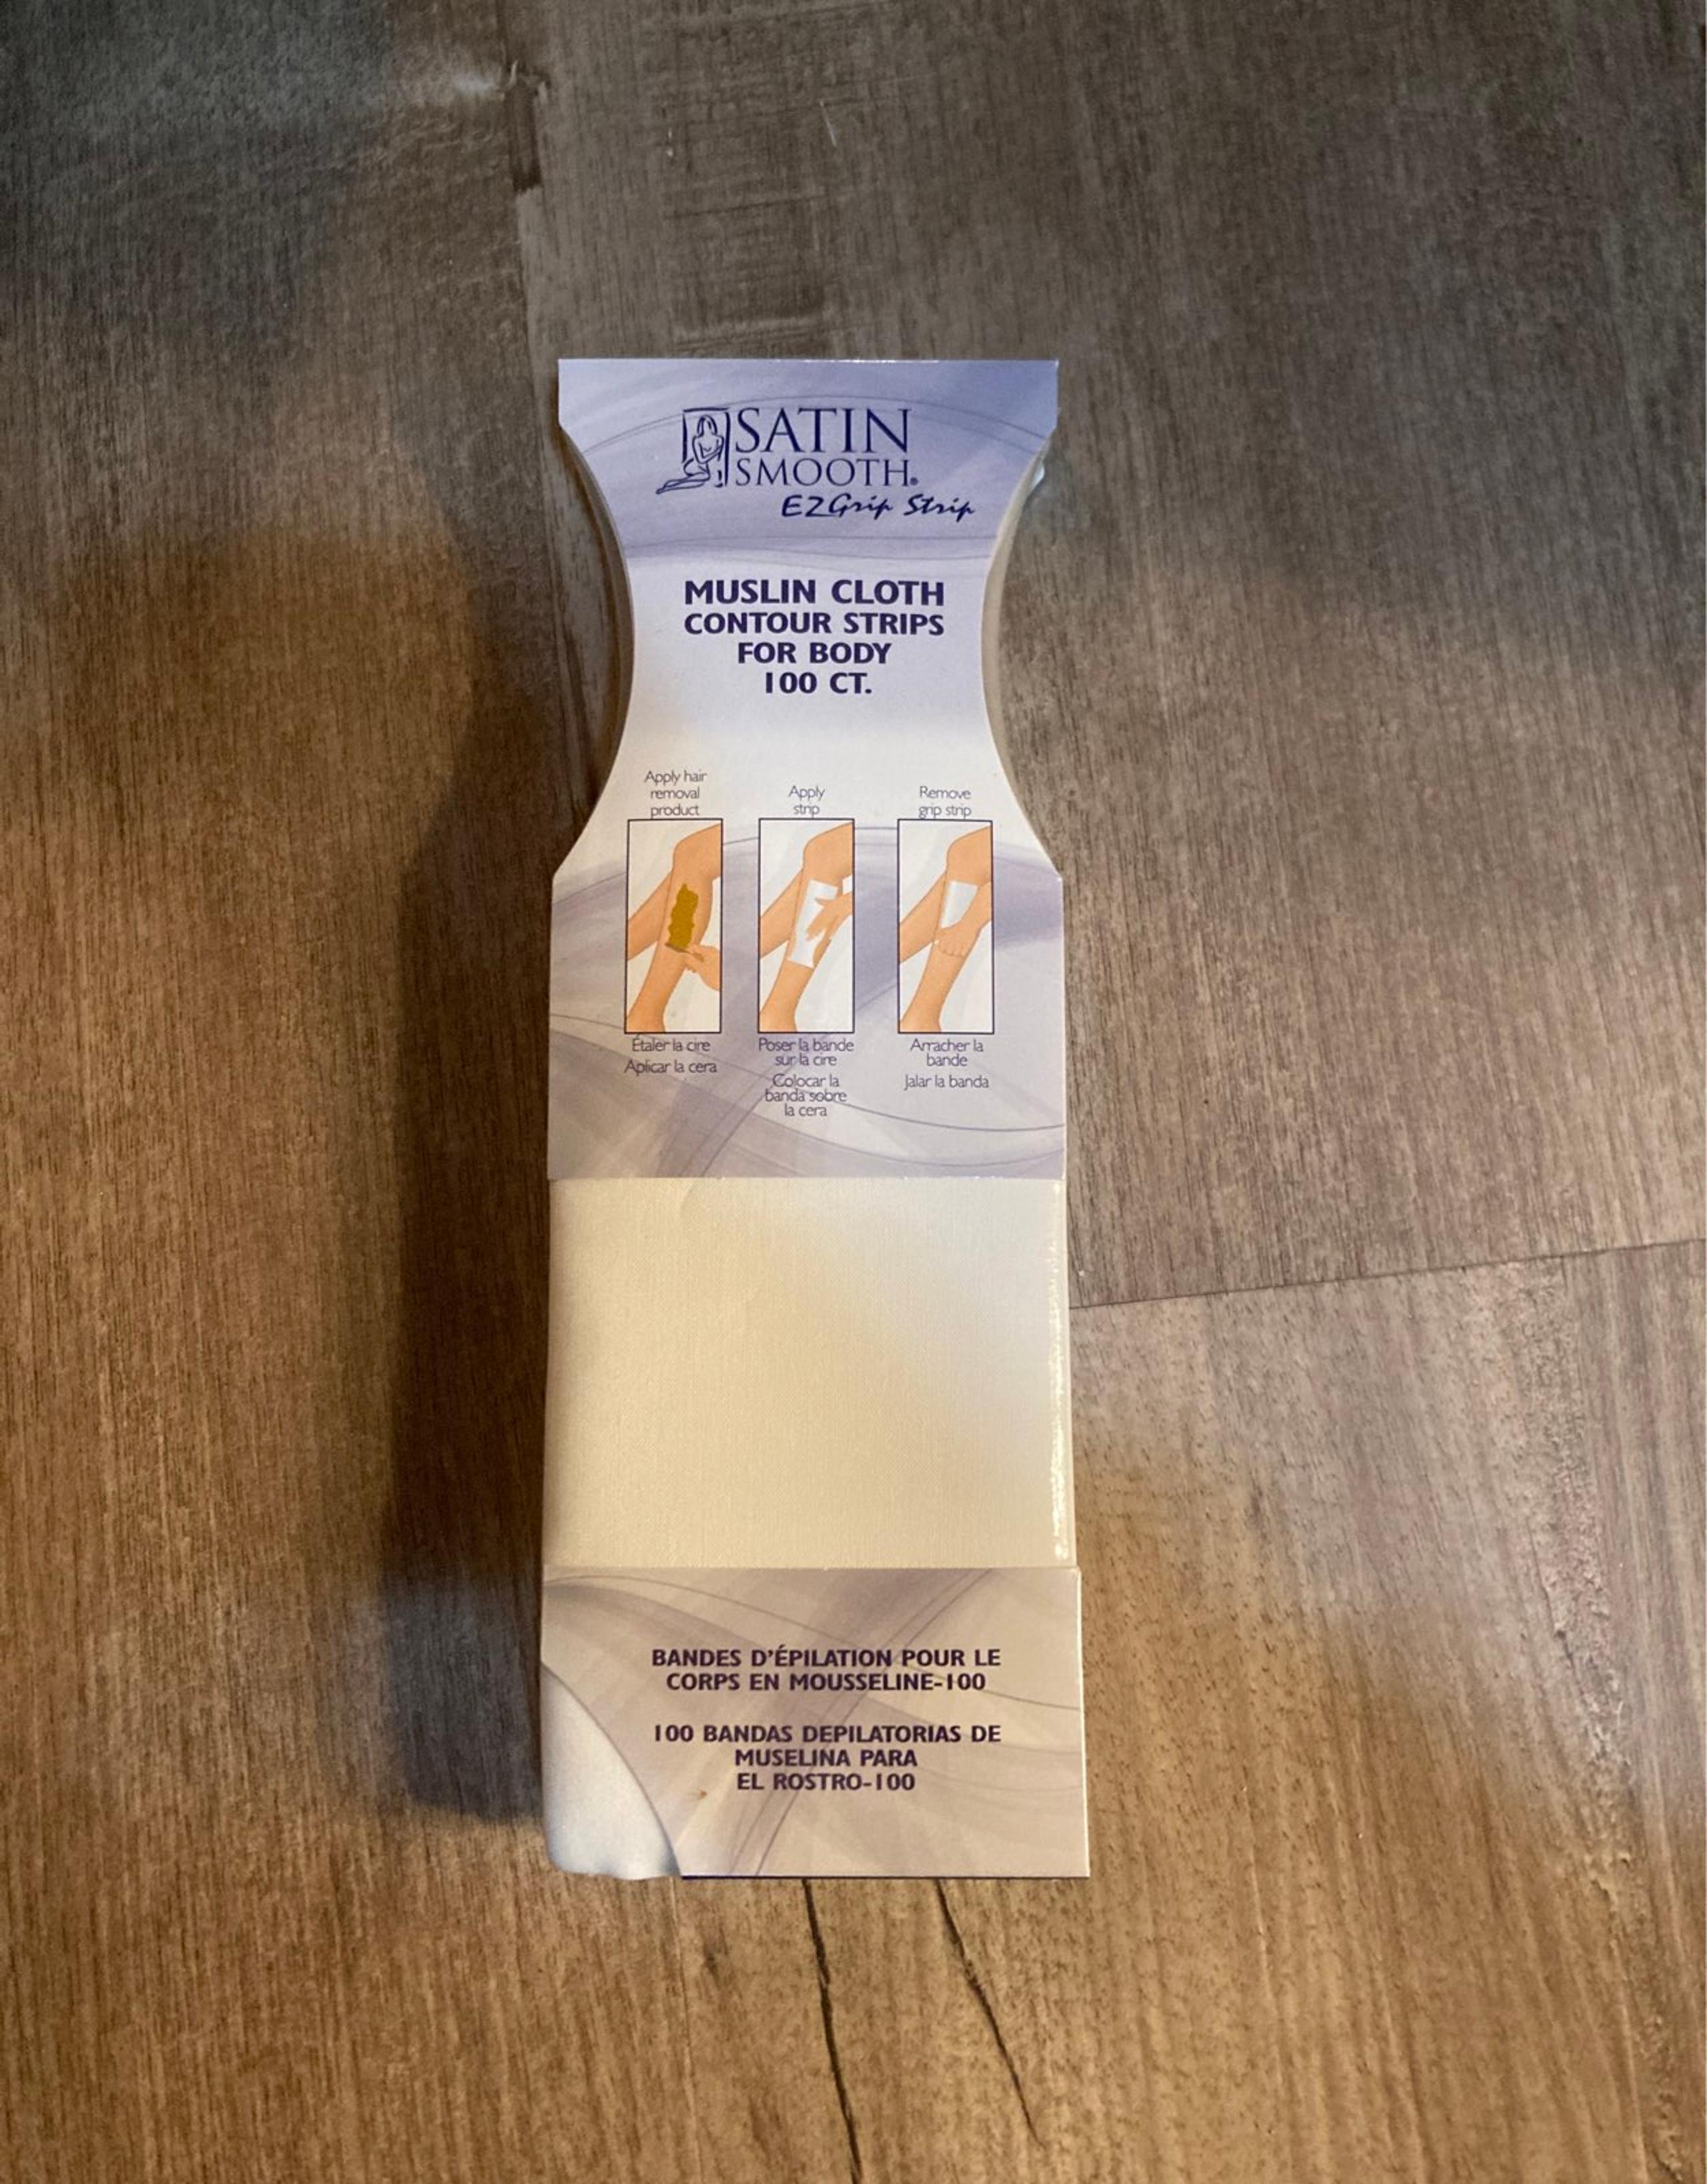 SATIN
SMOOTH®
EZGrip Strip
MUSLIN CLOTH
CONTOUR STRIPS
FOR BODY
100 CT.
Apply hair
removal
product
Apply
strip
Remove
grip strip
Étaler la cire
Aplicar la cera
Poser la bande
sur la cire
Colocar la
banda sobre
la cera
Arracher la
bande
Jalar la banda
BANDES D'ÉPILATION POUR LE
CORPS EN MOUSSELINE-100
100 BANDAS DEPILATORIAS DE
MUSELINA PARA
EL ROSTRO-100